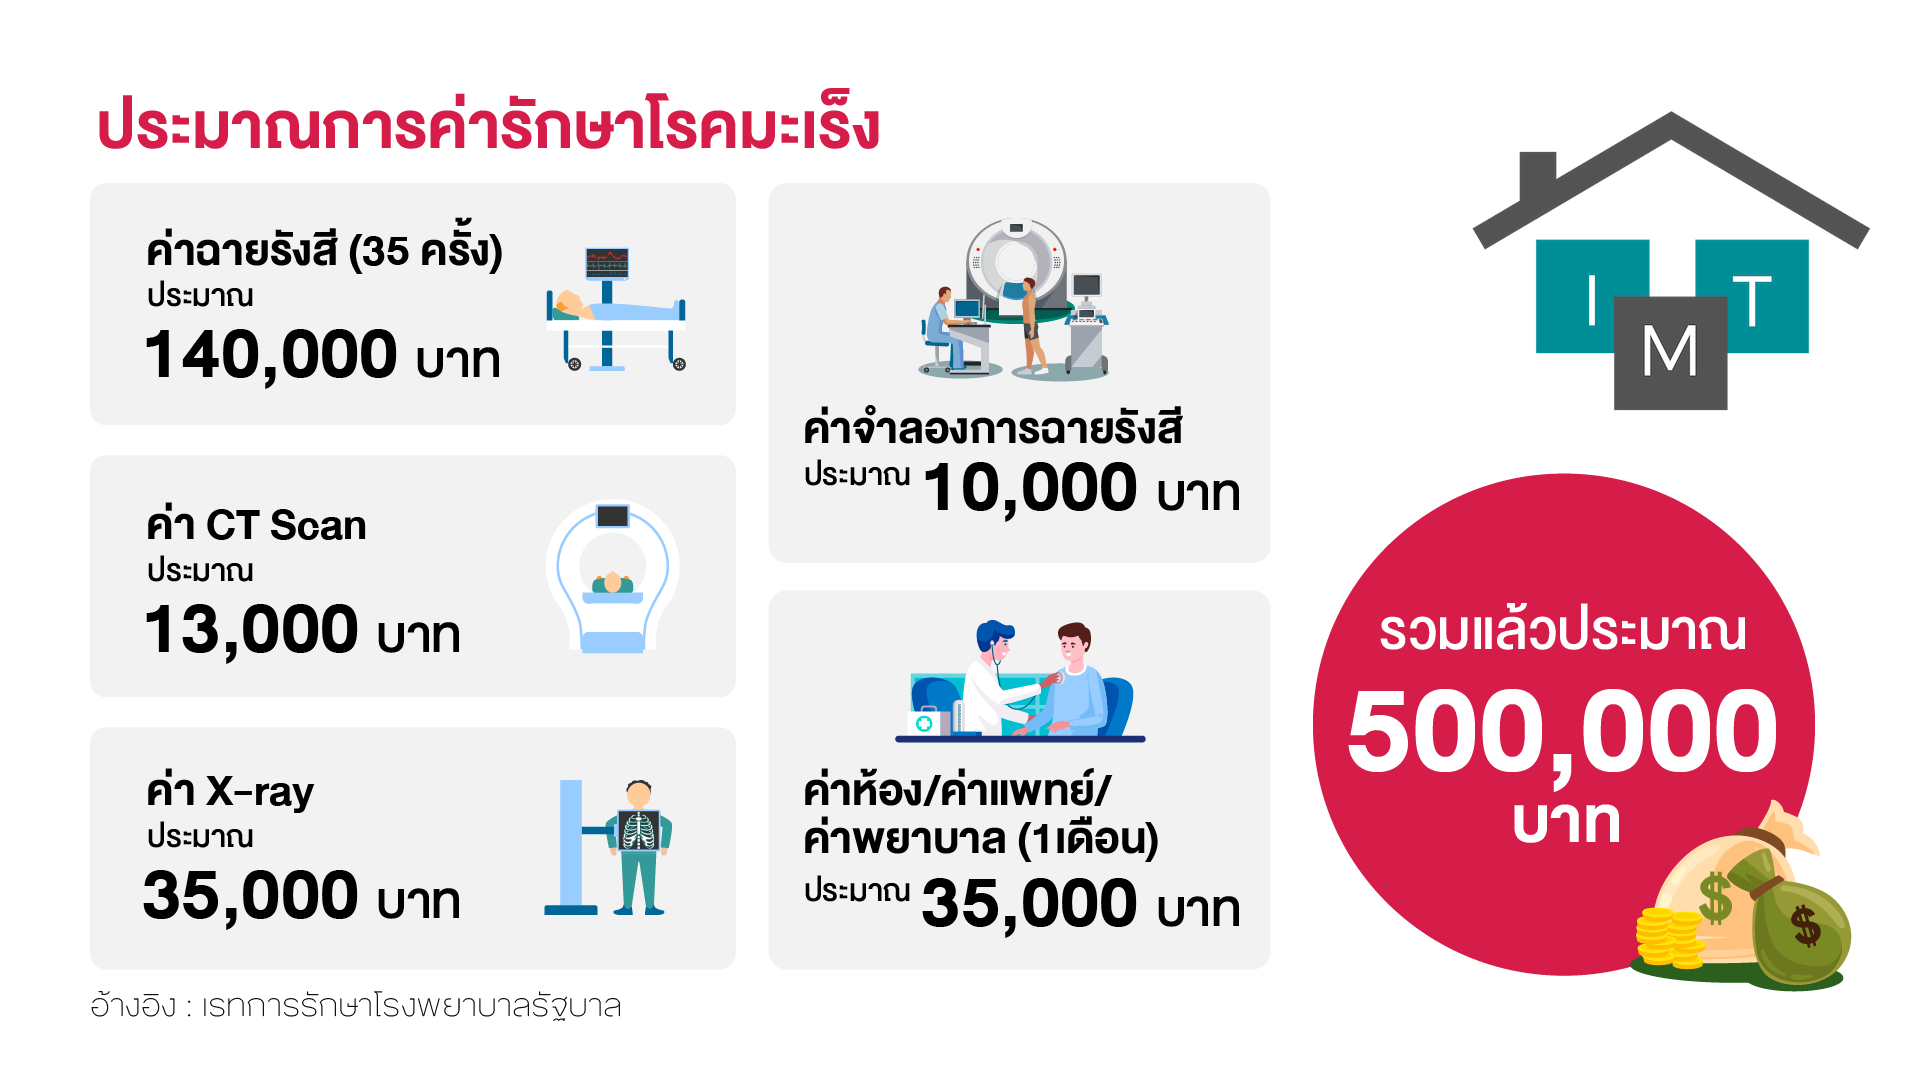 ประมาณการค่ารักษาโรคมะเร็ง
ค่าฉายรังสี (35 ครั้ง)
ประมาณ
140,000 บาท
ค่า CT Scan
ประมาณ
13,000 บาท
ค่า X-ray
ประมาณ
35,000 บาท
ค่าจำลองการฉายรังสี
ประมาณ 10,000 บาท
ค่าห้อง/ค่าแพทย์/
ค่าพยาบาล (1เดือน)
ประมาณ 35,000 บาท
I M T
รวมแล้วประมาณ
500,000
บาท
$
$
อ้างอิง : เรทการรักษาโรงพยาบาลรัฐบาล